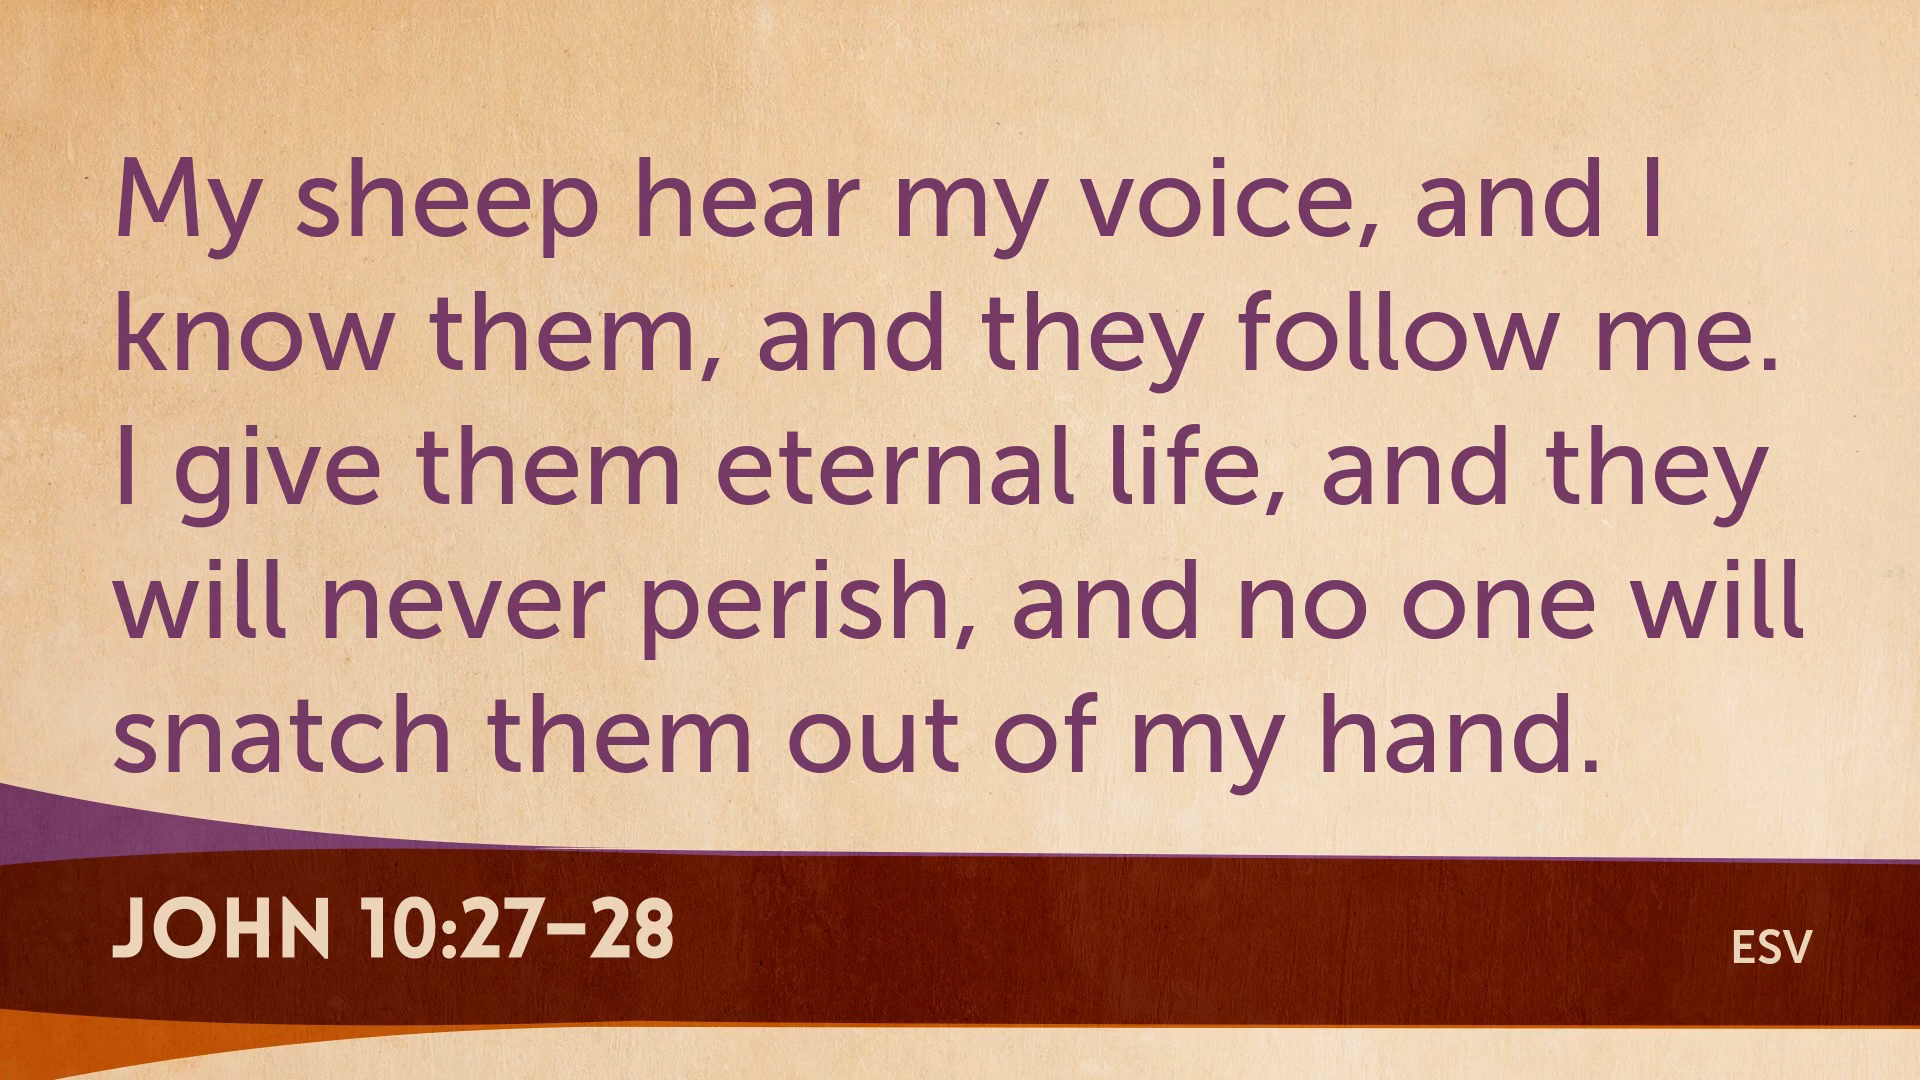 My sheep hear my voice, and I
know them, and they follow me.
I give them eternal life, and they
will never perish, and no one will
snatch them out of my hand.
JOHN 10:27–28
ESV